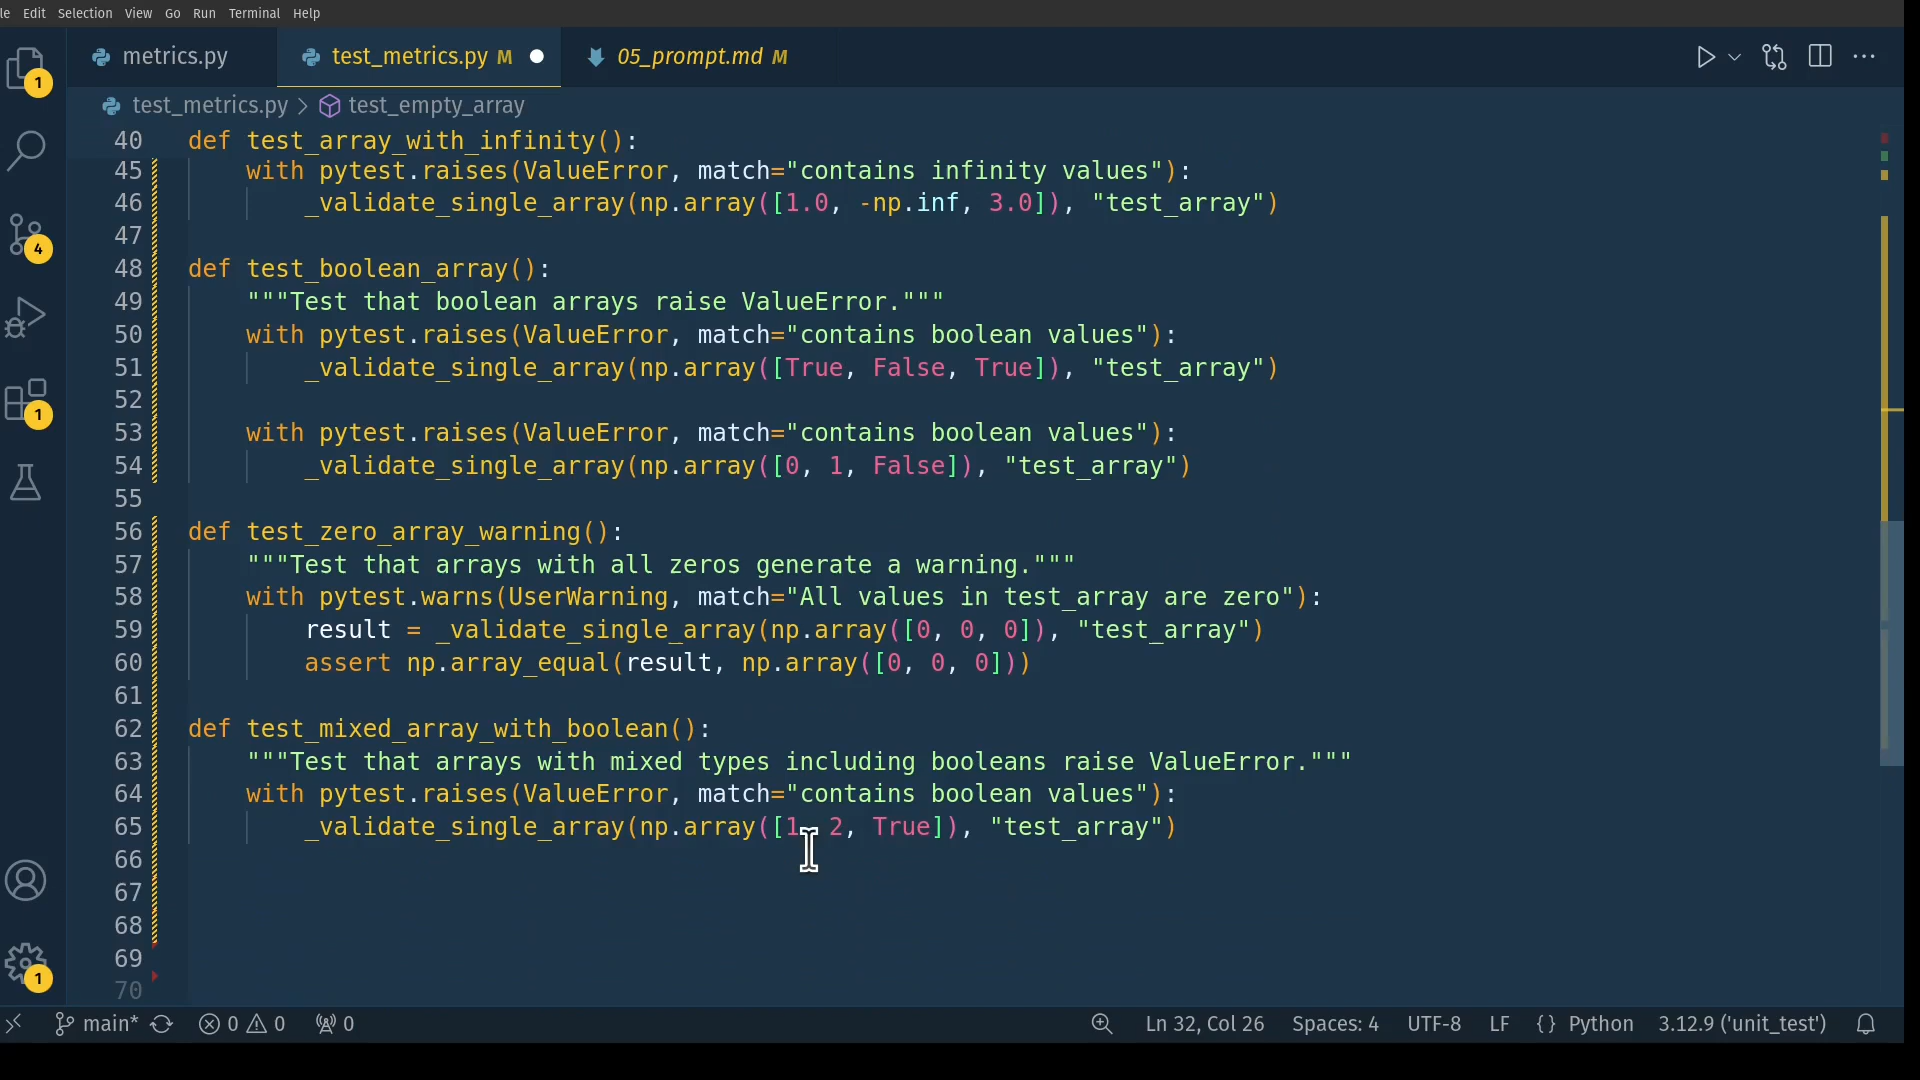 le Edit Selection View Go Run Terminal Help
metrics.py test_metrics.py M 05_prompt.md M
test_metrics.py > test_empty_array
40 def test_array_with_infinity():
45 with pytest.raises(ValueError, match="contains infinity values"):
46 _validate_single_array(np.array([1.0, -np.inf, 3.0]), "test_array")
47
48 def test_boolean_array():
49 """Test that boolean arrays raise ValueError."""
50 with pytest.raises(ValueError, match="contains boolean values"):
51 _validate_single_array(np.array([True, False, True]), "test_array")
52
53 with pytest.raises(ValueError, match="contains boolean values"):
54 _validate_single_array(np.array([0, 1, False]), "test_array")
55
56 def test_zero_array_warning():
57 """Test that arrays with all zeros generate a warning."""
58 with pytest.warns(UserWarning, match="All values in test_array are zero"):
59 result = _validate_single_array(np.array([0, 0, 0]), "test_array")
60 assert np.array_equal(result, np.array([0, 0, 0]))
61
62 def test_mixed_array_with_boolean():
63 """Test that arrays with mixed types including booleans raise ValueError."""
64 with pytest.raises(ValueError, match="contains boolean values"):
65 _validate_single_array(np.array([1, 2, True]), "test_array")
66
67
68
69
70
1
4
1
1
main* 0 0 0 Ln 32, Col 26 Spaces: 4 UTF-8 LF {} Python 3.12.9 ('unit_test')